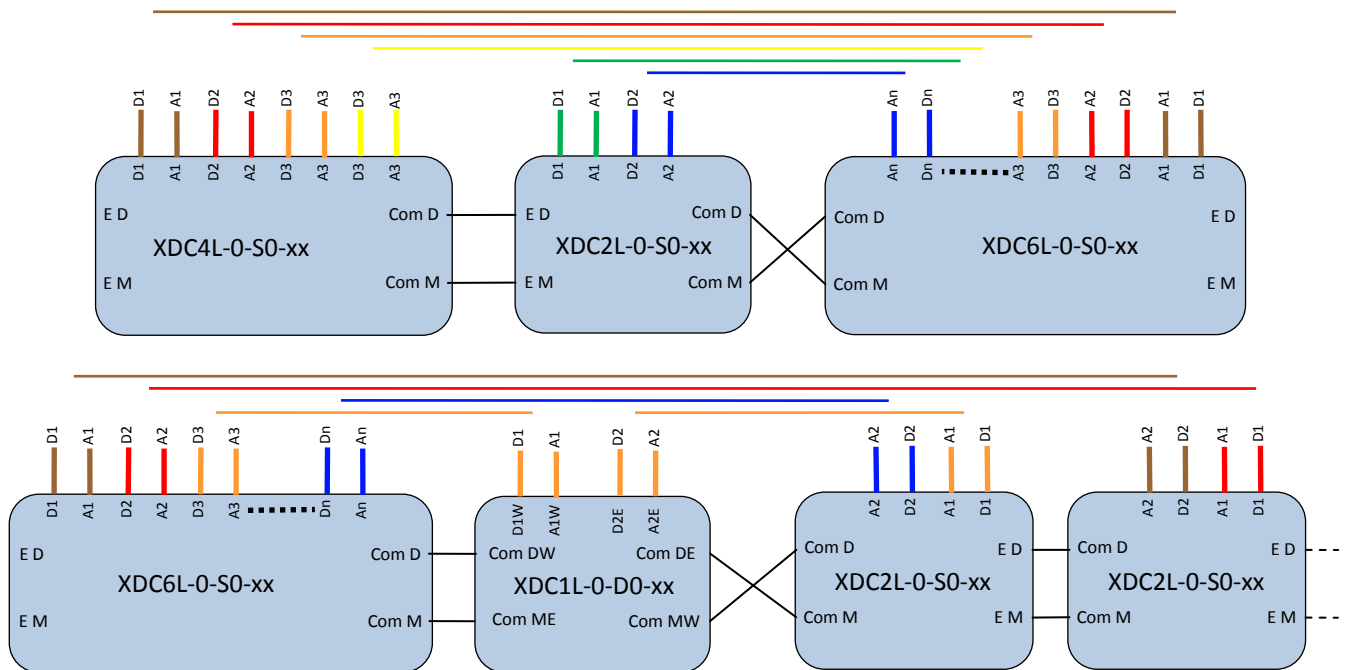 D1 A1 D2 A2 D3 A3 D3 A3 D1 A1 D2 A2 An Dn A3 D3 A2 D2 A1 D1
D1 A1 D2 A2 D3 A3 D3 A3 D1 A1 D2 A2 An Dn A3 D3 A2 D2 A1 D1
E D Com D E D Com D Com D E D
XDC4L-0-S0-xx XDC2L-0-S0-xx XDC6L-0-S0-xx
E M Com M E M Com M Com M E M
D1 A1 D2 A2 D3 A3 Dn An D1 A1 D2 A2 A2 D2 A1 D1 A2 D2 A1 D1
D1 A1 D2 A2 D3 A3 Dn An D1W A1W D2E A2E A2 D2 A1 D1 A2 D2 A1 D1
E D Com D Com DW Com DE Com D E D Com D E D
XDC6L-0-S0-xx XDC1L-0-D0-xx XDC2L-0-S0-xx XDC2L-0-S0-xx
E M Com M Com ME Com MW Com M E M Com M E M